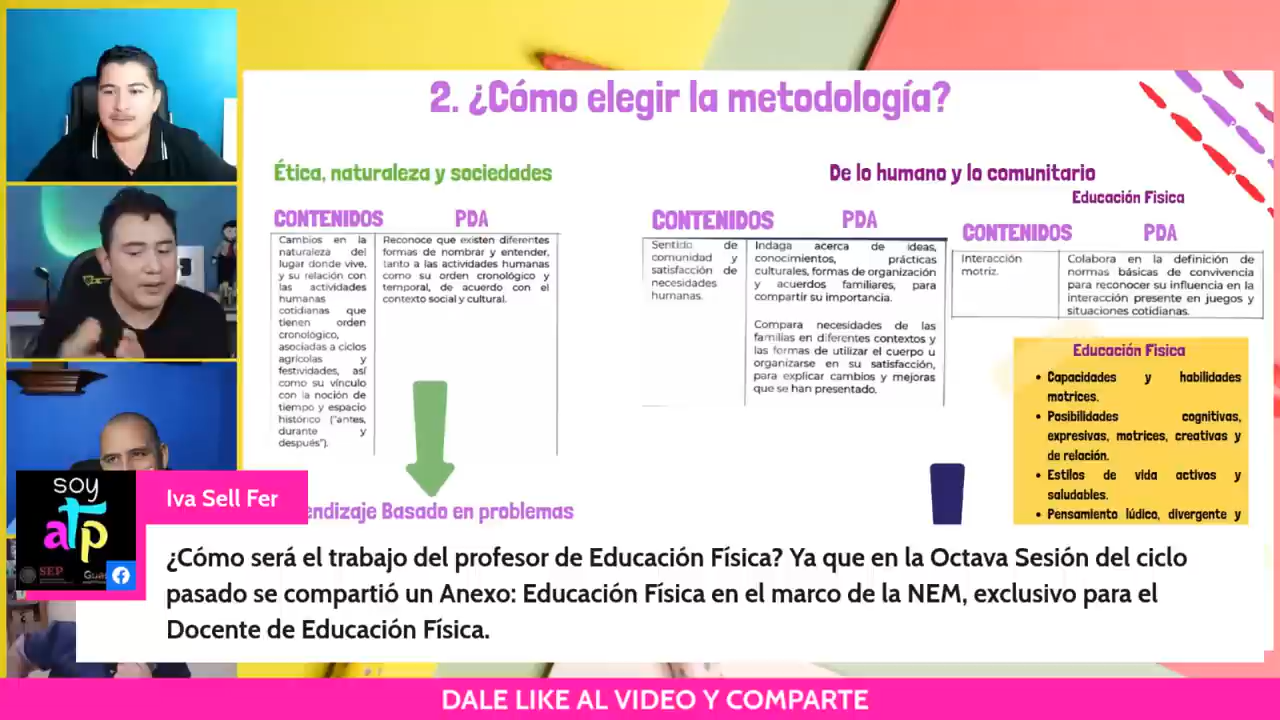 2. ¿Cómo elegir la metodología?
Ética, naturaleza y sociedades
CONTENIDOS PDA
Cambios en la
naturaleza del
lugar donde vive,
y su relación con
las actividades
humanas
cotidianas que
tienen orden
cronológico,
asociadas a ciclos
agrícolas y
festividades, así
como su vínculo
con la noción de
tiempo y espacio
histórico ("antes,
durante y
después").
Reconoce que existen diferentes
formas de nombrar y entender,
tanto a las actividades humanas
como su orden cronológico y
temporal, de acuerdo con el
contexto social y cultural.
De lo humano y lo comunitario
Educación Física
CONTENIDOS PDA
Sentido de
comunidad y
satisfacción de
necesidades
humanas.
Indaga acerca de ideas,
conocimientos, prácticas
culturales, formas de organización
y acuerdos familiares, para
compartir su importancia.
Compara necesidades de las
familias en diferentes contextos y
las formas de utilizar el cuerpo u
organizarse en su satisfacción,
para explicar cambios y mejoras
que se han presentado.
CONTENIDOS PDA
Interacción
motriz.
Colabora en la definición de
normas básicas de convivencia
para reconocer su influencia en la
interacción presente en juegos y
situaciones cotidianas.
Educación Física
Capacidades y habilidades
motrices.
Posibilidades cognitivas,
expresivas, motrices, creativas y
de relación.
Estilos de vida activos y
saludables.
Pensamiento lúdico, divergente y
ndizaje Basado en problemas
soy
atp
SEP
Iva Sell Fer
¿Cómo será el trabajo del profesor de Educación Física? Ya que en la Octava Sesión del ciclo
pasado se compartió un Anexo: Educación Física en el marco de la NEM, exclusivo para el
Docente de Educación Física.
DALE LIKE AL VIDEO Y COMPARTE